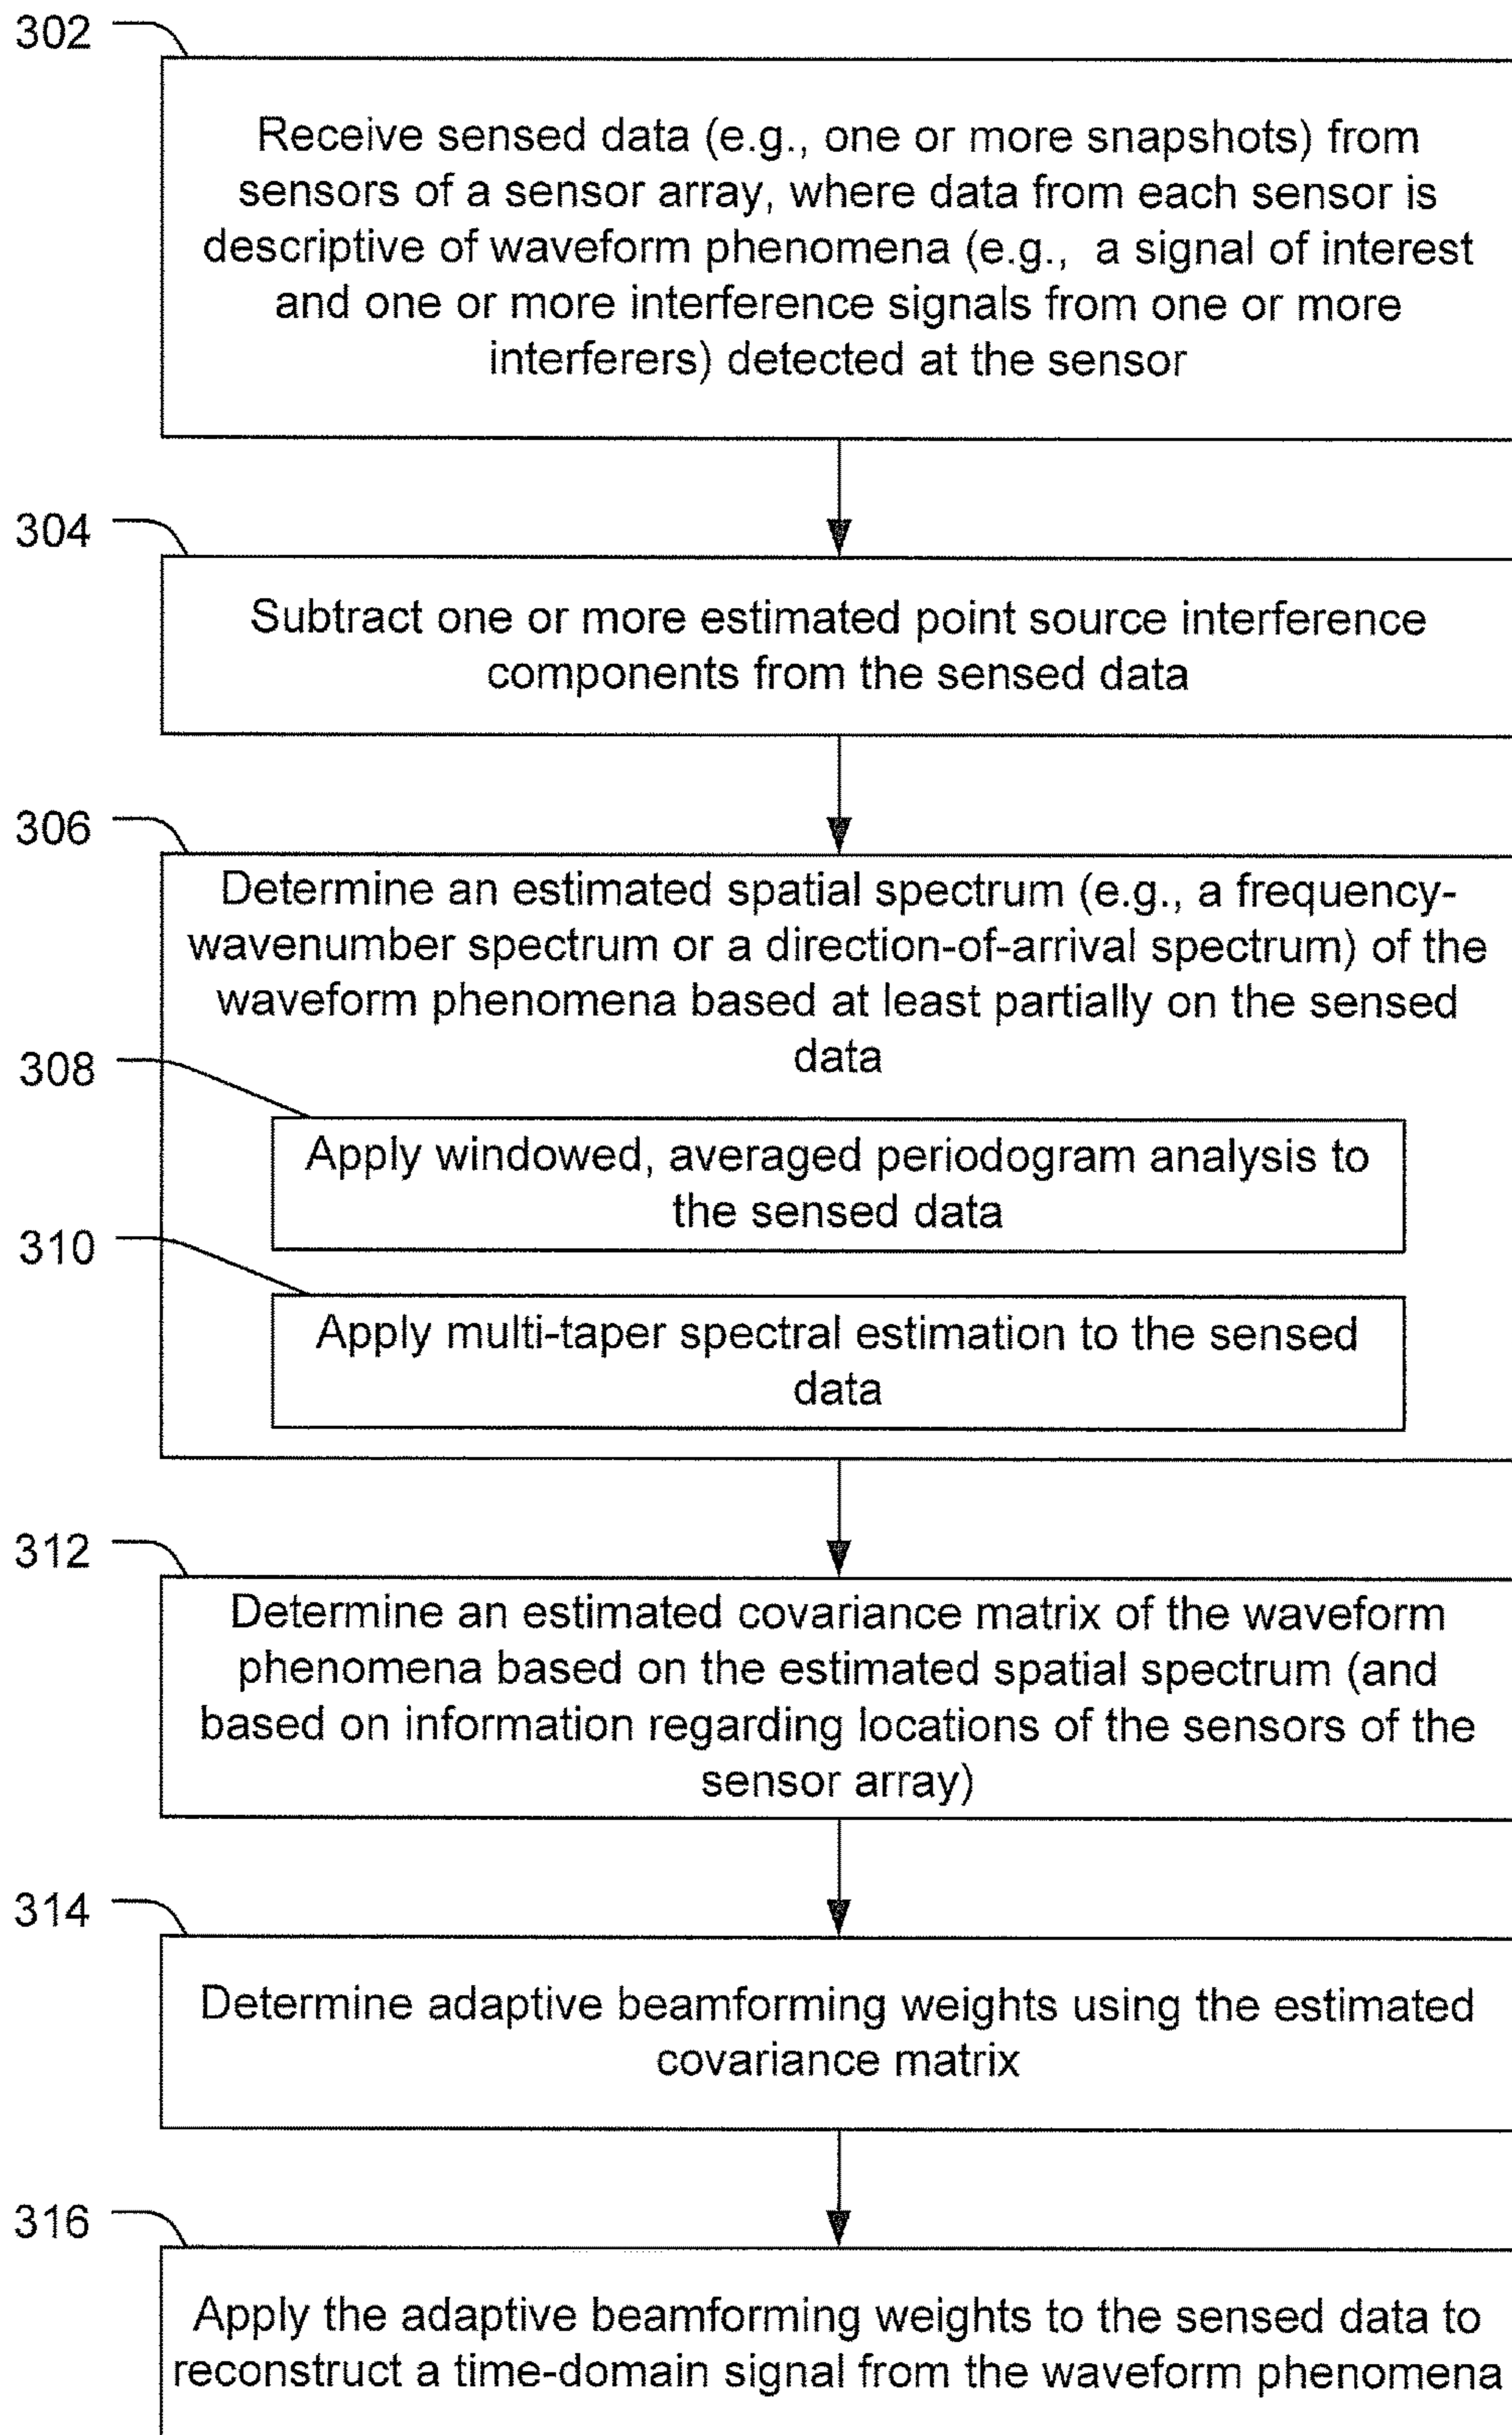 302
Receive sensed data (e.g., one or more snapshots) from
sensors of a sensor array, where data from each sensor is
descriptive of waveform phenomena (e.g., a signal of interest
and one or more interference signals from one or more
interferers) detected at the sensor
304
Subtract one or more estimated point source interference
components from the sensed data
306
Determine an estimated spatial spectrum (e.g., a frequency-
wavenumber spectrum or a direction-of-arrival spectrum) of the
waveform phenomena based at least partially on the sensed
data
308
Apply windowed, averaged periodogram analysis to
the sensed data
310
Apply multi-taper spectral estimation to the sensed
data
312
Determine an estimated covariance matrix of the waveform
phenomena based on the estimated spatial spectrum (and
based on information regarding locations of the sensors of the
sensor array)
314
Determine adaptive beamforming weights using the estimated
covariance matrix
316
Apply the adaptive beamforming weights to the sensed data to
reconstruct a time-domain signal from the waveform phenomena